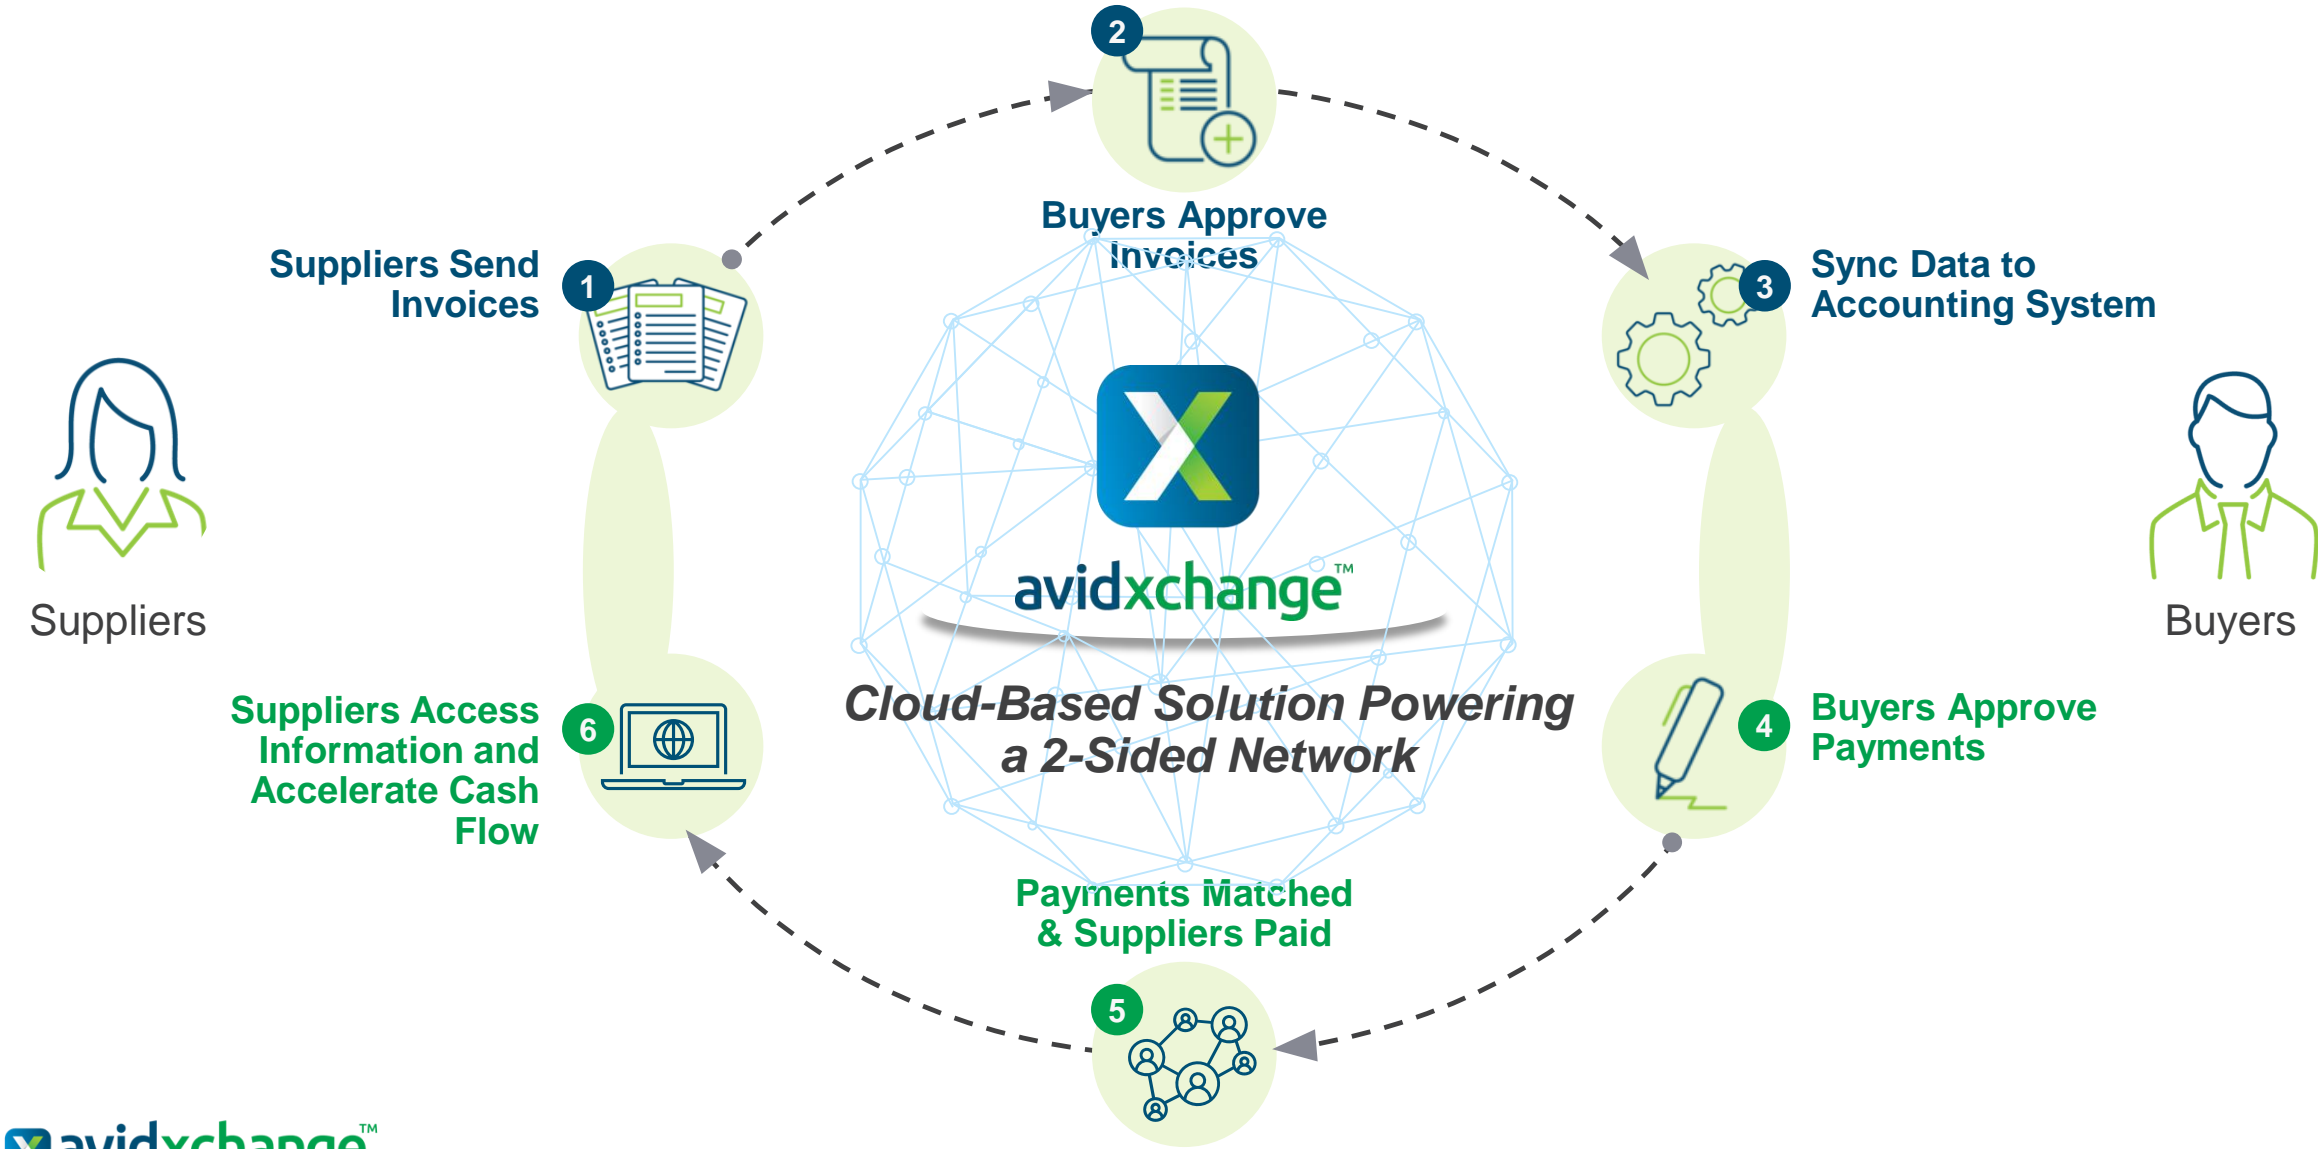 2
Buyers Approve
Invoices
Suppliers Send
Invoices
1
3
Sync Data to
Accounting System
avidxchange™
Suppliers
Buyers
Cloud-Based Solution Powering
a 2-Sided Network
Suppliers Access
Information and
Accelerate Cash
Flow
6
4
Buyers Approve
Payments
Payments Matched
& Suppliers Paid
5
avidxchange™